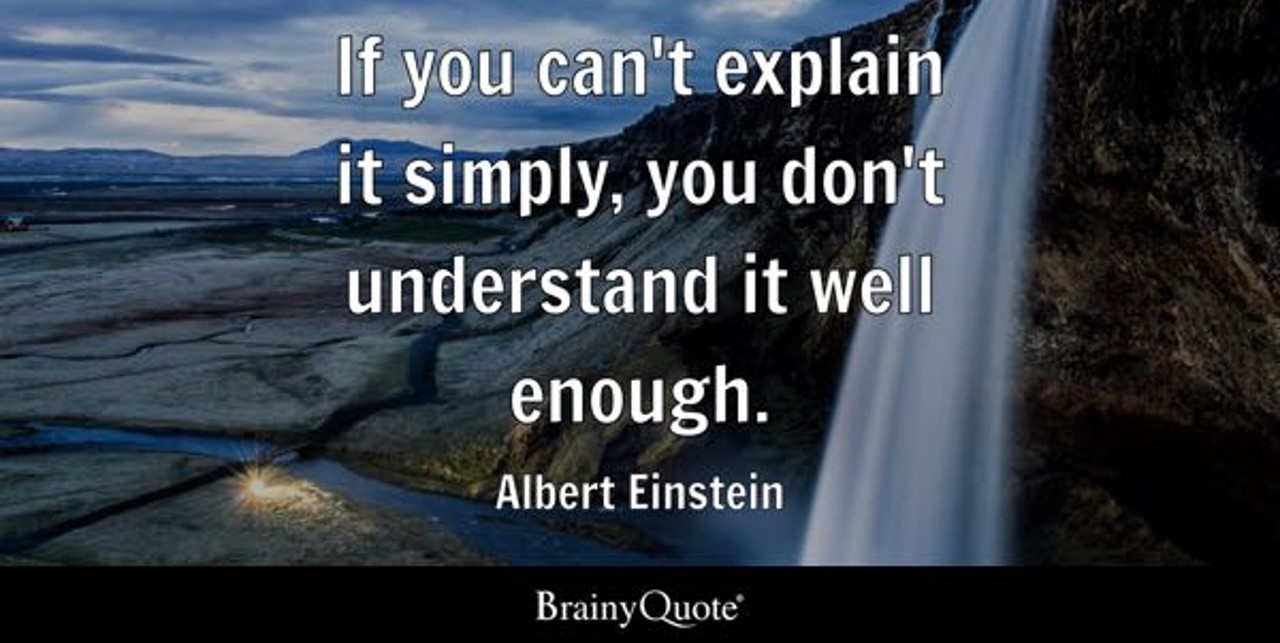 If you can't explain
it simply, you don't
understand it well
enough.
Albert Einstein
BrainyQuote®